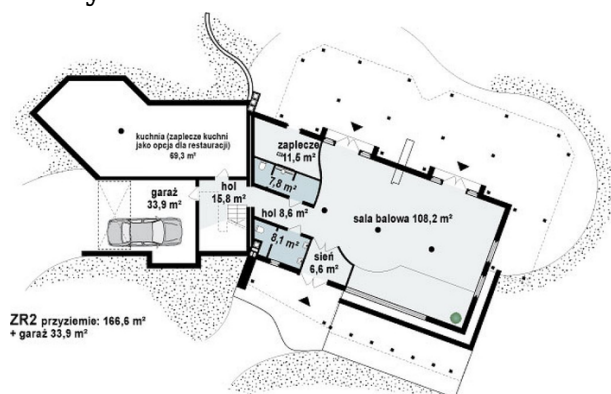 kuchnia (zaplecze kuchni
jako opcja dla restauracji)
69,3 m²
zaplecze
11,5 m²
7,8 m²
garaż
33,9 m²
hol
15,8 m²
hol 8,6 m²
sala balowa 108,2 m²
8,1 m²
sień
6,6 m²
ZR2 przyziemie: 166,6 m²
+ garaż 33,9 m²